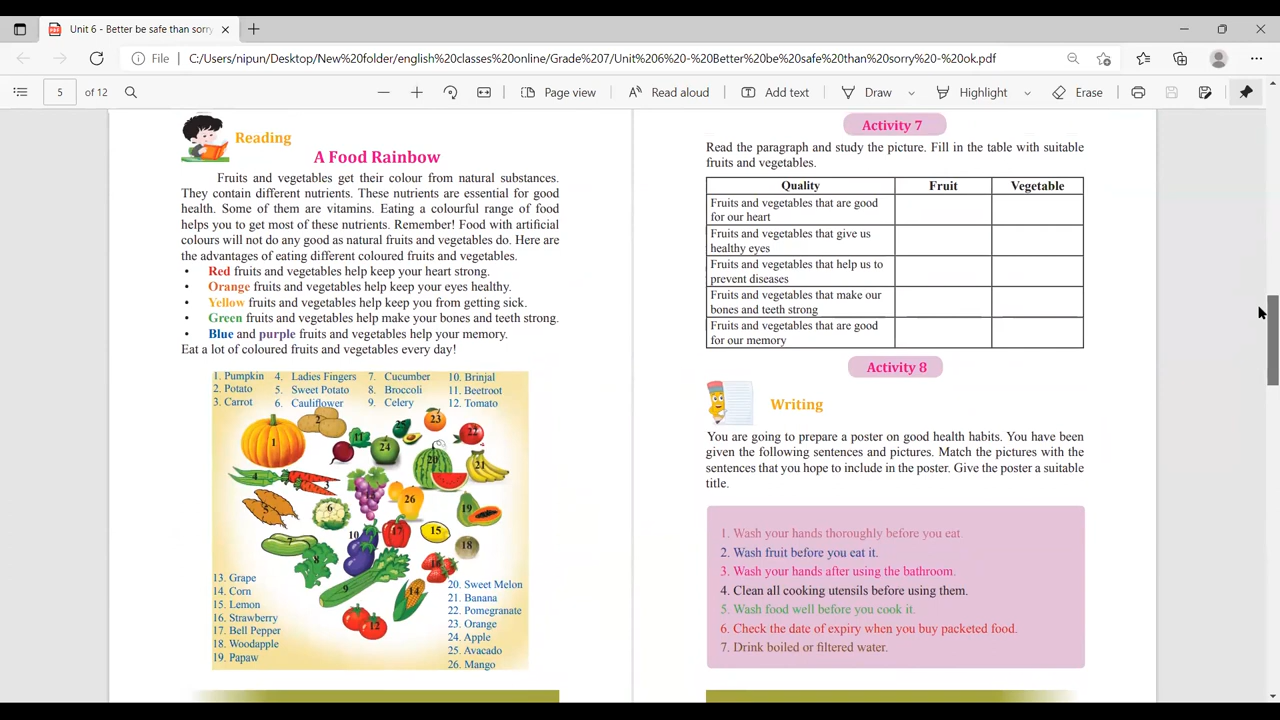 Unit 6 - Better be safe than sorry
File
C:/Users/nipun/Desktop/New%20folder/english%20classes%20online/Grade%207/Unit%206%20-%20Better%20be%20safe%20than%20sorry%20-%20ok.pdf
5 of 12
Page view
Read aloud
Add text
Draw
Highlight
Erase
Reading
A Food Rainbow
Fruits and vegetables get their colour from natural substances.
They contain different nutrients. These nutrients are essential for good
health. Some of them are vitamins. Eating a colourful range of food
helps you to get most of these nutrients. Remember! Food with artificial
colours will not do any good as natural fruits and vegetables do. Here are
the advantages of eating different coloured fruits and vegetables.
• Red fruits and vegetables help keep your heart strong.
• Orange fruits and vegetables help keep your eyes healthy.
• Yellow fruits and vegetables help keep you from getting sick.
• Green fruits and vegetables help make your bones and teeth strong.
• Blue and purple fruits and vegetables help your memory.
Eat a lot of coloured fruits and vegetables every day!
1. Pumpkin 4. Ladies Fingers 7. Cucumber 10. Brinjal
2. Potato 5. Sweet Potato 8. Broccoli 11. Beetroot
3. Carrot 6. Cauliflower 9. Celery 12. Tomato
13. Grape
14. Corn
15. Lemon
16. Strawberry
17. Bell Pepper
18. Woodapple
19. Papaw
20. Sweet Melon
21. Banana
22. Pomegranate
23. Orange
24. Apple
25. Avacado
26. Mango
Activity 7
Read the paragraph and study the picture. Fill in the table with suitable
fruits and vegetables.
Quality Fruit Vegetable
Fruits and vegetables that are good
for our heart
Fruits and vegetables that give us
healthy eyes
Fruits and vegetables that help us to
prevent diseases
Fruits and vegetables that make our
bones and teeth strong
Fruits and vegetables that are good
for our memory
Activity 8
Writing
You are going to prepare a poster on good health habits. You have been
given the following sentences and pictures. Match the pictures with the
sentences that you hope to include in the poster. Give the poster a suitable
title.
1. Wash your hands thoroughly before you eat.
2. Wash fruit before you eat it.
3. Wash your hands after using the bathroom.
4. Clean all cooking utensils before using them.
5. Wash food well before you cook it.
6. Check the date of expiry when you buy packeted food.
7. Drink boiled or filtered water.